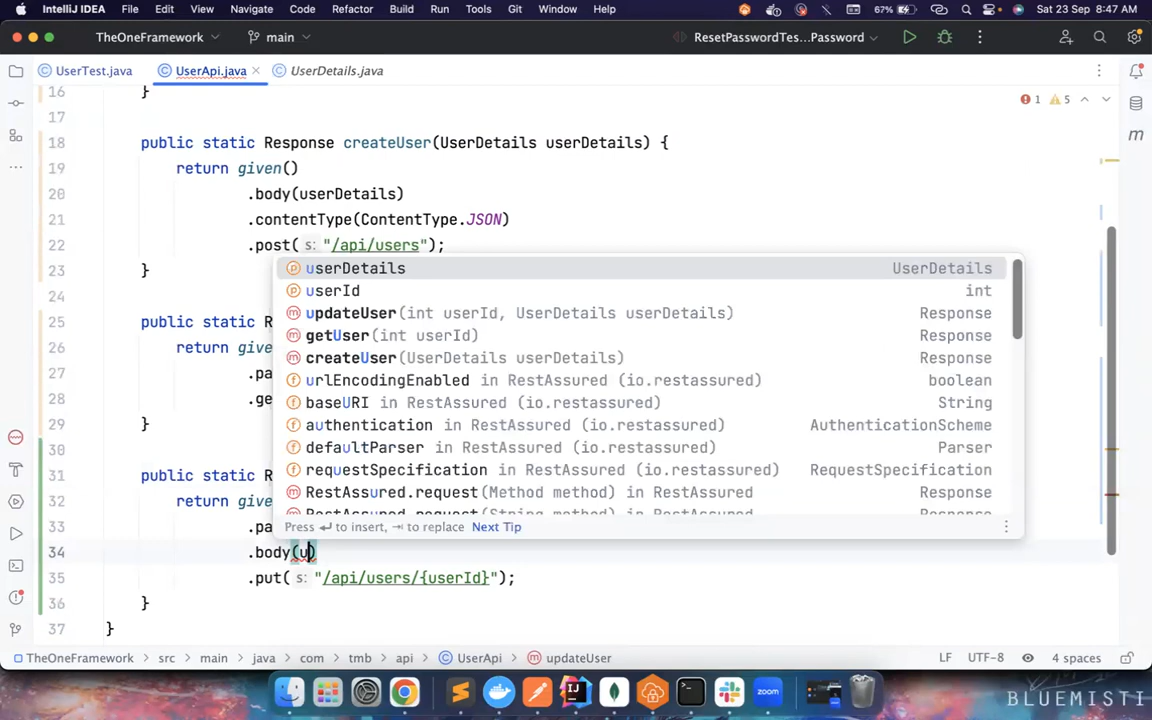 IntelliJ IDEA File Edit View Navigate Code Refactor Build Run Tools Git Window Help 67% Sat 23 Sep 8:47 AM
TheOneFramework main ResetPasswordTes...Password
UserTest.java UserApi.java UserDetails.java
16 } 1 5
17
18 public static Response createUser(UserDetails userDetails) {
19 return given()
20 .body(userDetails)
21 .contentType(ContentType.JSON)
22 .post( s: "/api/users");
23 }
24
25 public static R
26 return give
27 .pa
28 .ge
29 }
30
31 public static R
32 return give
33 .pa
34 .body(u)
35 .put( s: "/api/users/{userId}");
36 }
37 }
userDetails UserDetails
userId int
updateUser(int userId, UserDetails userDetails) Response
getUser(int userId) Response
createUser(UserDetails userDetails) Response
urlEncodingEnabled in RestAssured (io.restassured) boolean
baseURI in RestAssured (io.restassured) String
authentication in RestAssured (io.restassured) AuthenticationScheme
defaultParser in RestAssured (io.restassured) Parser
requestSpecification in RestAssured (io.restassured) RequestSpecification
RestAssured.request(Method method) in RestAssured Response
RestAssured.request(String method) in RestAssured Response
Press ↵ to insert, ⇥ to replace Next Tip
TheOneFramework > src > main > java > com > tmb > api > UserApi > updateUser LF UTF-8 4 spaces
zoom
BLUEMISTI